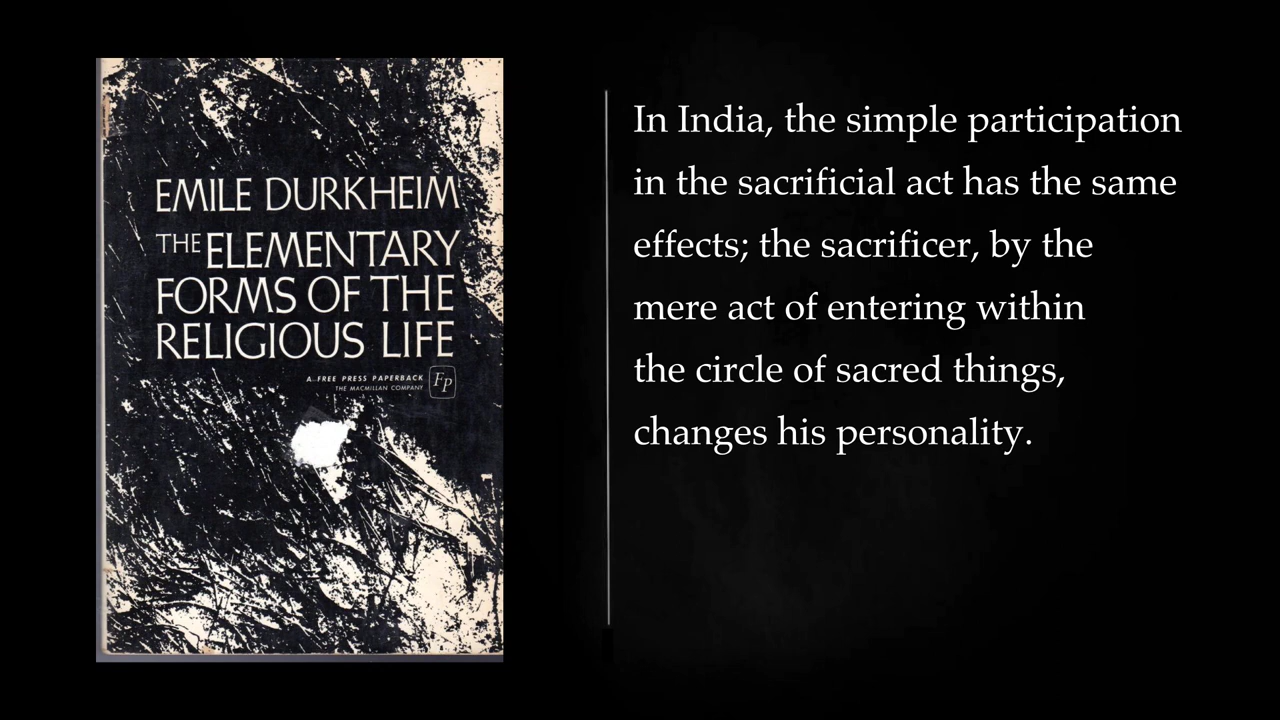 EMILE DURKHEIM
THE ELEMENTARY
FORMS OF THE
RELIGIOUS LIFE
A FREE PRESS PAPERBACK
THE MACMILLAN COMPANY
FP
In India, the simple participation
in the sacrificial act has the same
effects; the sacrificer, by the
mere act of entering within
the circle of sacred things,
changes his personality.